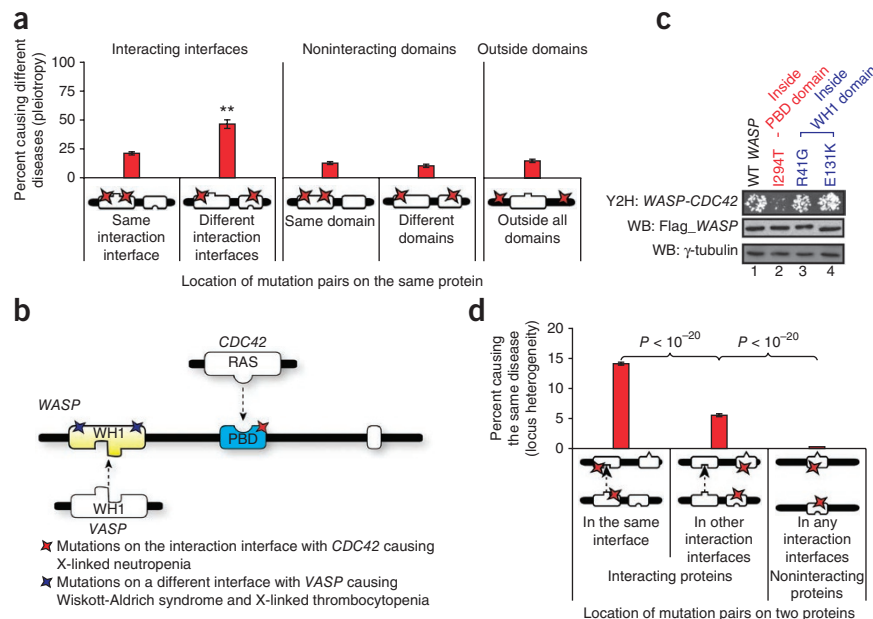 a
Interacting interfaces
Noninteracting domains
Outside domains
Percent causing different
diseases (pleiotropy)
100
75
50
25
0
**
Same
interaction
interface
Different
interaction
interfaces
Same domain
Different
domains
Outside all
domains
Location of mutation pairs on the same protein
b
CDC42
RAS
WASP
WH1
PBD
WH1
VASP
Mutations on the interaction interface with CDC42 causing
X-linked neutropenia
Mutations on a different interface with VASP causing
Wiskott-Aldrich syndrome and X-linked thrombocytopenia
c
WT WASP
I294T - Inside
PBD domain
R41G
E131K
Inside
WH1 domain
Y2H: WASP-CDC42
WB: Flag_WASP
WB: γ-tubulin
1 2 3 4
d
Percent causing
the same disease
(locus heterogeneity)
20
15
10
5
0
P < 10⁻²⁰
P < 10⁻²⁰
In the same
interface
In other
interaction
interfaces
In any
interaction
interfaces
Interacting proteins
Noninteracting
proteins
Location of mutation pairs on two proteins